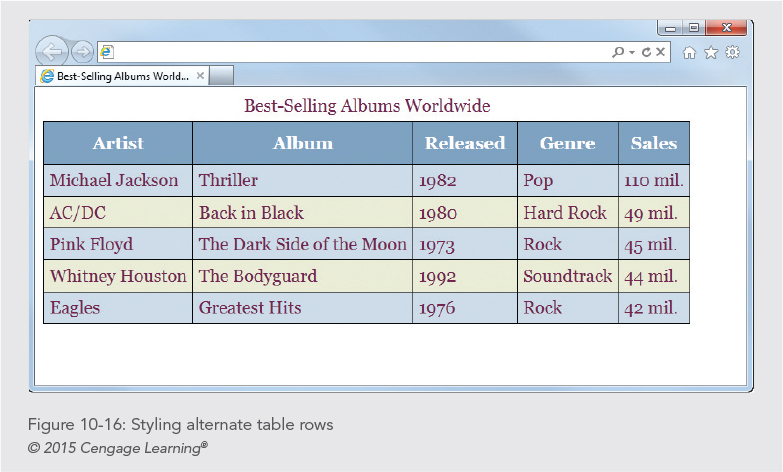 Best-Selling Albums World...
Best-Selling Albums Worldwide
Artist Album Released Genre Sales
Michael Jackson Thriller 1982 Pop 110 mil.
AC/DC Back in Black 1980 Hard Rock 49 mil.
Pink Floyd The Dark Side of the Moon 1973 Rock 45 mil.
Whitney Houston The Bodyguard 1992 Soundtrack 44 mil.
Eagles Greatest Hits 1976 Rock 42 mil.
Figure 10-16: Styling alternate table rows
© 2015 Cengage Learning®